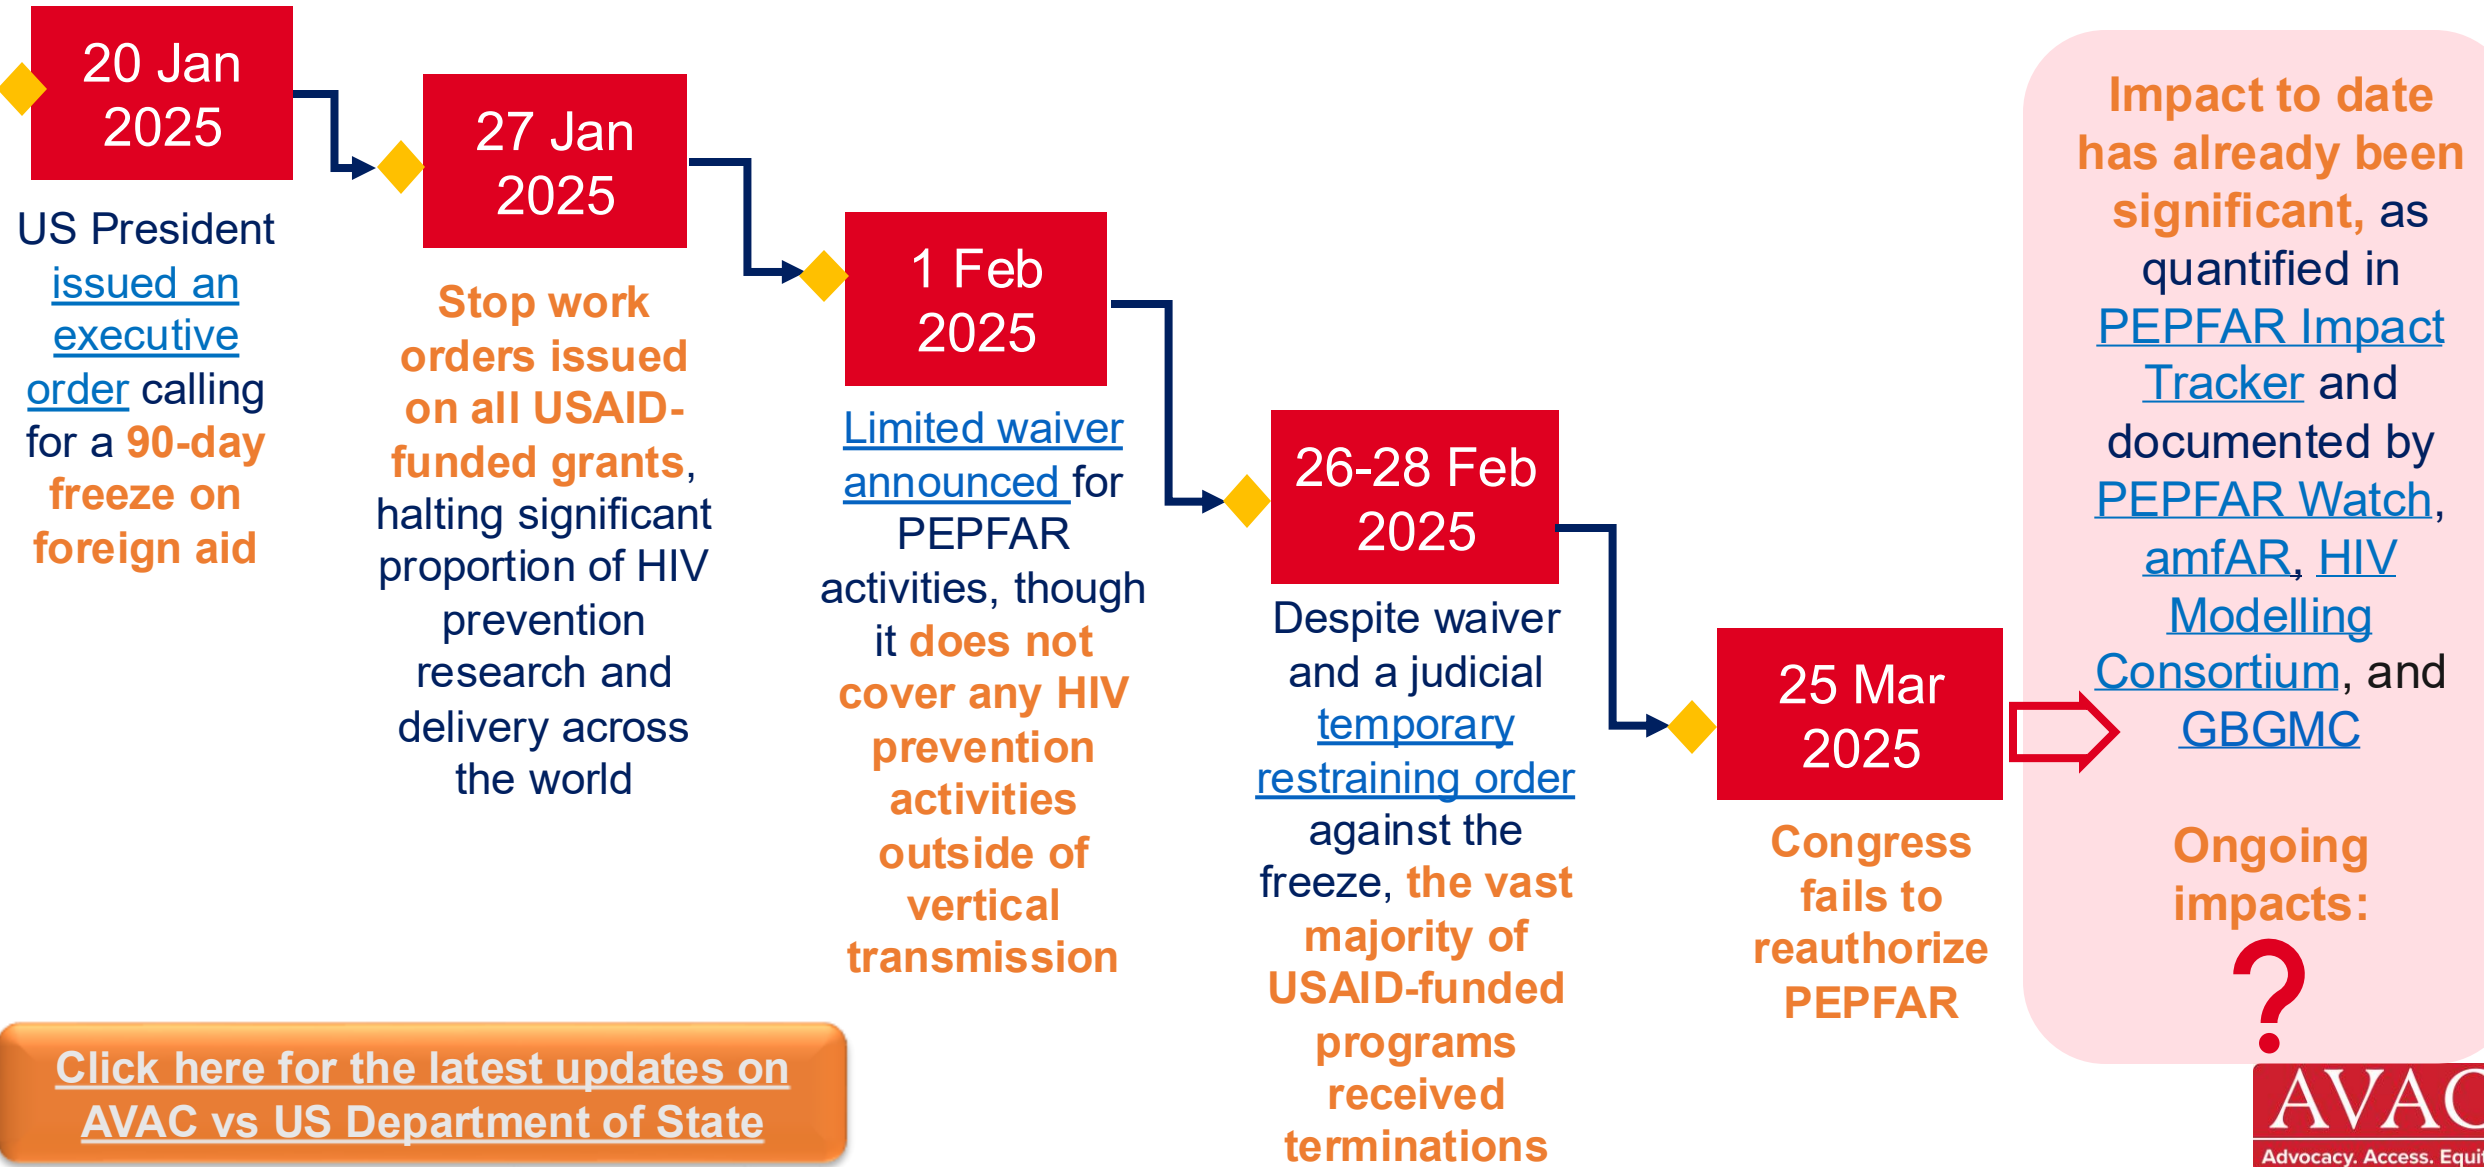 20 Jan
2025
US President
issued an
executive
order calling
for a 90-day
freeze on
foreign aid
27 Jan
2025
Stop work
orders issued
on all USAID-
funded grants,
halting significant
proportion of HIV
prevention
research and
delivery across
the world
1 Feb
2025
Limited waiver
announced for
PEPFAR
activities, though
it does not
cover any HIV
prevention
activities
outside of
vertical
transmission
26-28 Feb
2025
Despite waiver
and a judicial
temporary
restraining order
against the
freeze, the vast
majority of
USAID-funded
programs
received
terminations
25 Mar
2025
Congress
fails to
reauthorize
PEPFAR
Impact to date
has already been
significant, as
quantified in
PEPFAR Impact
Tracker and
documented by
PEPFAR Watch,
amfAR, HIV
Modelling
Consortium, and
GBGMC
Ongoing
impacts:
?
Click here for the latest updates on
AVAC vs US Department of State
AVAC
Advocacy. Access. Equit